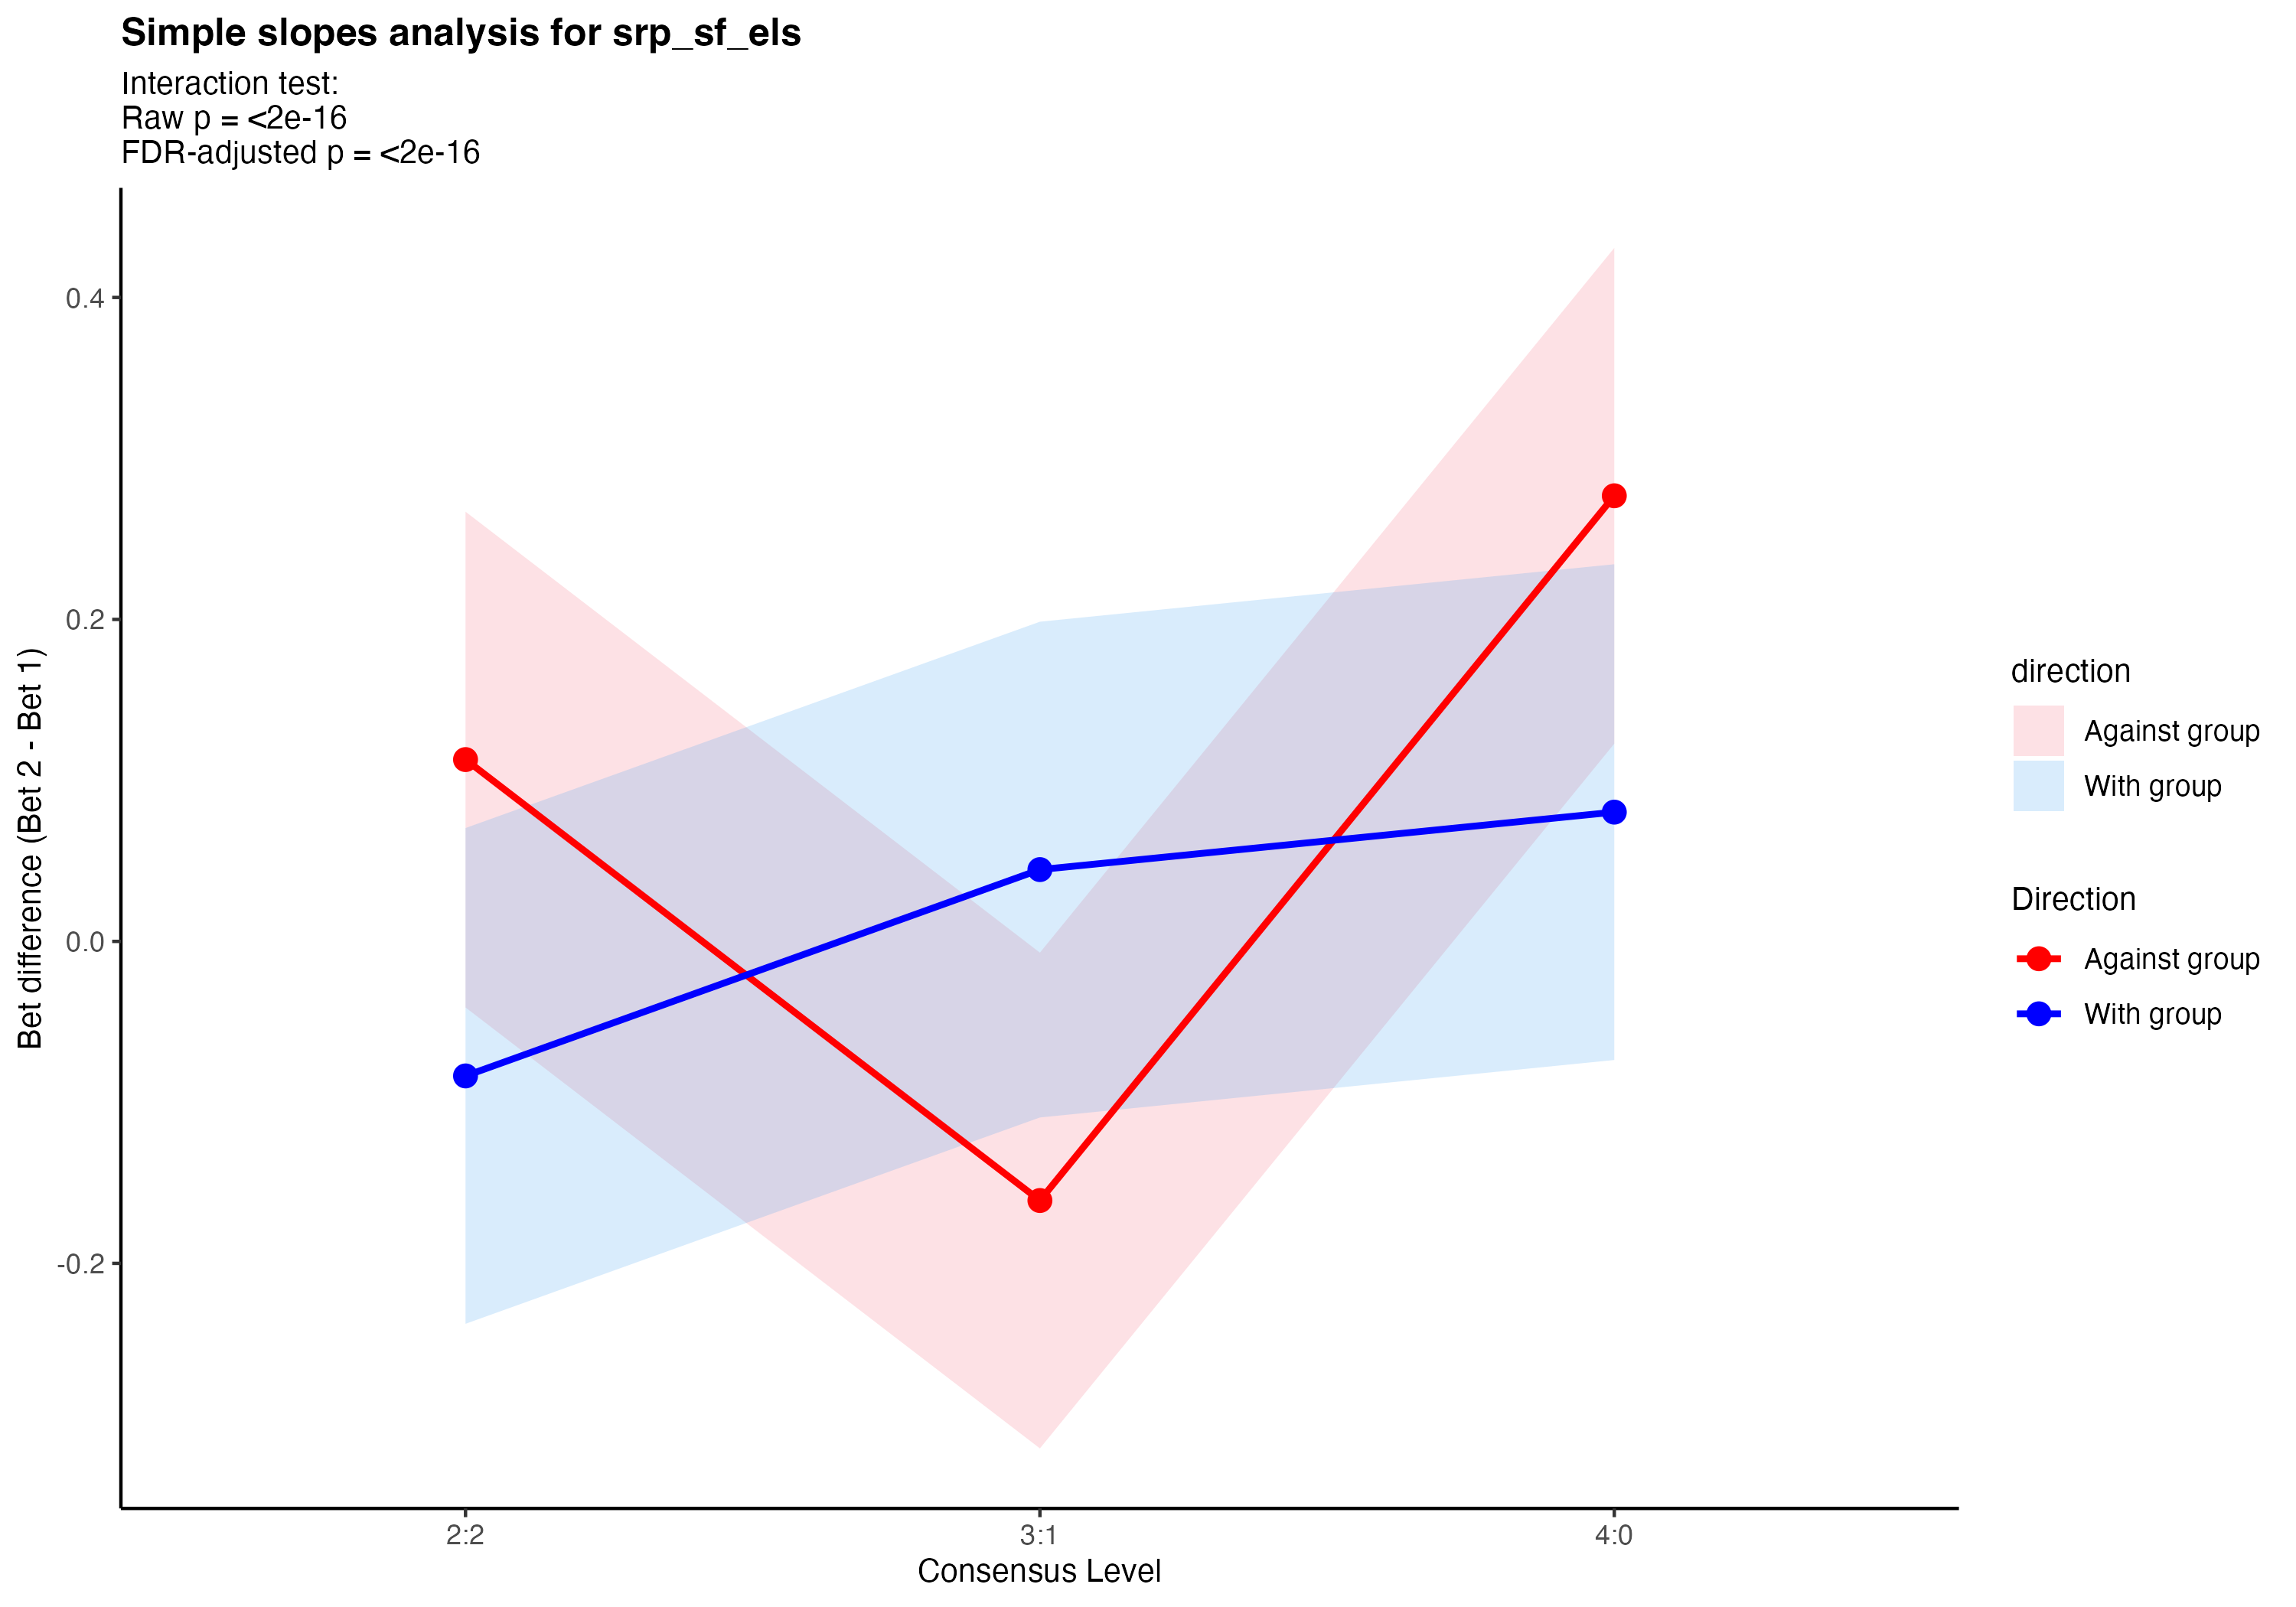 Simple slopes analysis for srp_sf_els
Interaction test:
Raw p = <2e-16
FDR-adjusted p = <2e-16
Bet difference (Bet 2 - Bet 1)
0.4
0.2
0.0
-0.2
2:2
3:1
4:0
Consensus Level
direction
Against group
With group
Direction
Against group
With group